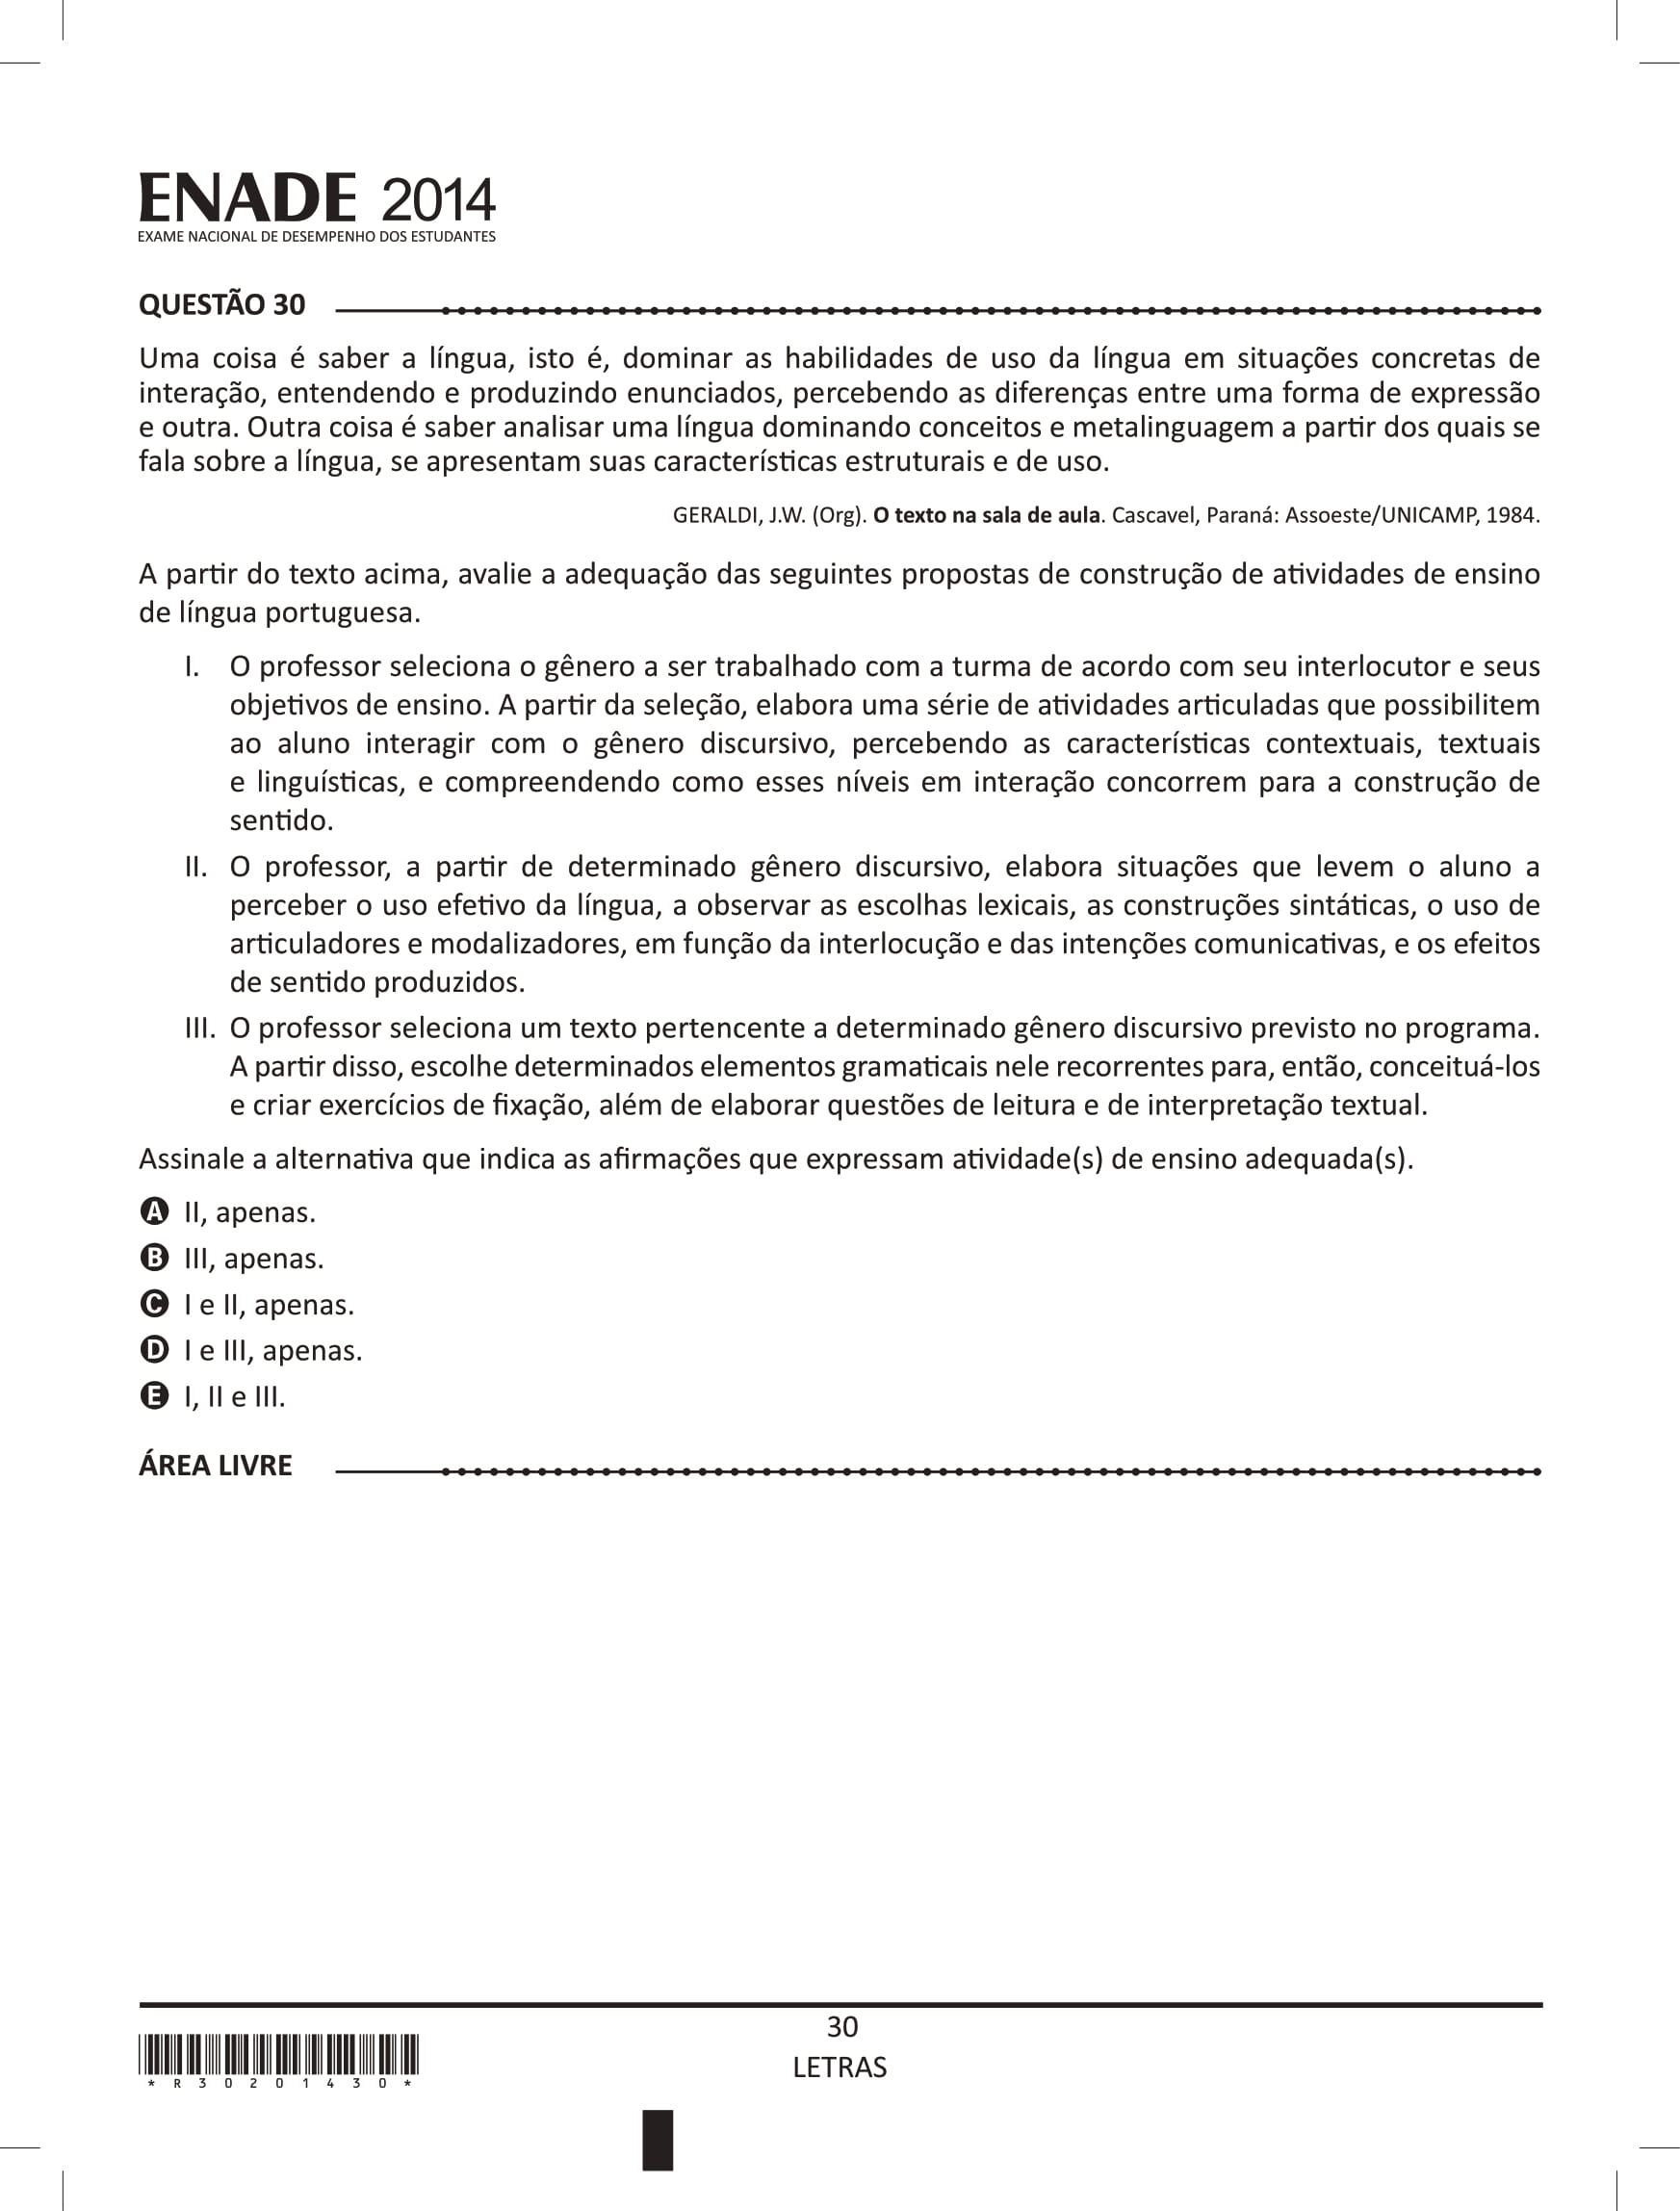 ENADE 2014
EXAME NACIONAL DE DESEMPENHO DOS ESTUDANTES
QUESTÃO 30
Uma coisa é saber a língua, isto é, dominar as habilidades de uso da língua em situações concretas de
interação, entendendo e produzindo enunciados, percebendo as diferenças entre uma forma de expressão
e outra. Outra coisa é saber analisar uma língua dominando conceitos e metalinguagem a partir dos quais se
fala sobre a língua, se apresentam suas características estruturais e de uso.
GERALDI, J.W. (Org). O texto na sala de aula. Cascavel, Paraná: Assoeste/UNICAMP, 1984.
A partir do texto acima, avalie a adequação das seguintes propostas de construção de atividades de ensino
de língua portuguesa.
I. O professor seleciona o gênero a ser trabalhado com a turma de acordo com seu interlocutor e seus
objetivos de ensino. A partir da seleção, elabora uma série de atividades articuladas que possibilitem
ao aluno interagir com o gênero discursivo, percebendo as características contextuais, textuais
e linguísticas, e compreendendo como esses níveis em interação concorrem para a construção de
sentido.
II. O professor, a partir de determinado gênero discursivo, elabora situações que levem o aluno a
perceber o uso efetivo da língua, a observar as escolhas lexicais, as construções sintáticas, o uso de
articuladores e modalizadores, em função da interlocução e das intenções comunicativas, e os efeitos
de sentido produzidos.
III. O professor seleciona um texto pertencente a determinado gênero discursivo previsto no programa.
A partir disso, escolhe determinados elementos gramaticais nele recorrentes para, então, conceituá-los
e criar exercícios de fixação, além de elaborar questões de leitura e de interpretação textual.
Assinale a alternativa que indica as afirmações que expressam atividade(s) de ensino adequada(s).
A II, apenas.
B III, apenas.
C I e II, apenas.
D I e III, apenas.
E I, II e III.
ÁREA LIVRE
30
LETRAS
* R 3 0 2 0 1 4 3 0 *